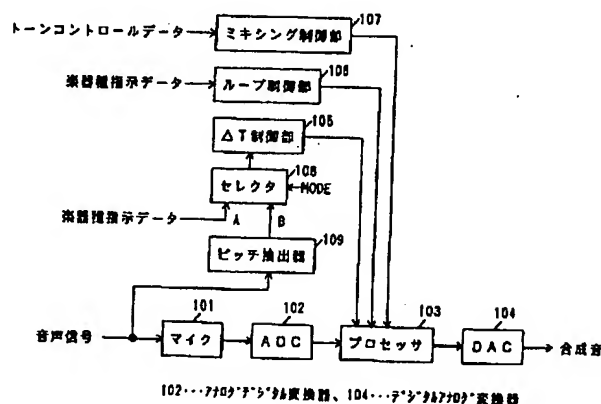 107
トーンコントロールデータ
ミキシング制御部
106
楽器種指示データ
ループ制御部
105
ΔT制御部
108
セレクタ
MODE
楽器種指示データ
A
B
109
ピッチ抽出器
音声信号
101
マイク
102
ADC
103
プロセッサ
104
DAC
合成音
102・・・アナログデジタル変換器、104・・・デジタルアナログ変換器